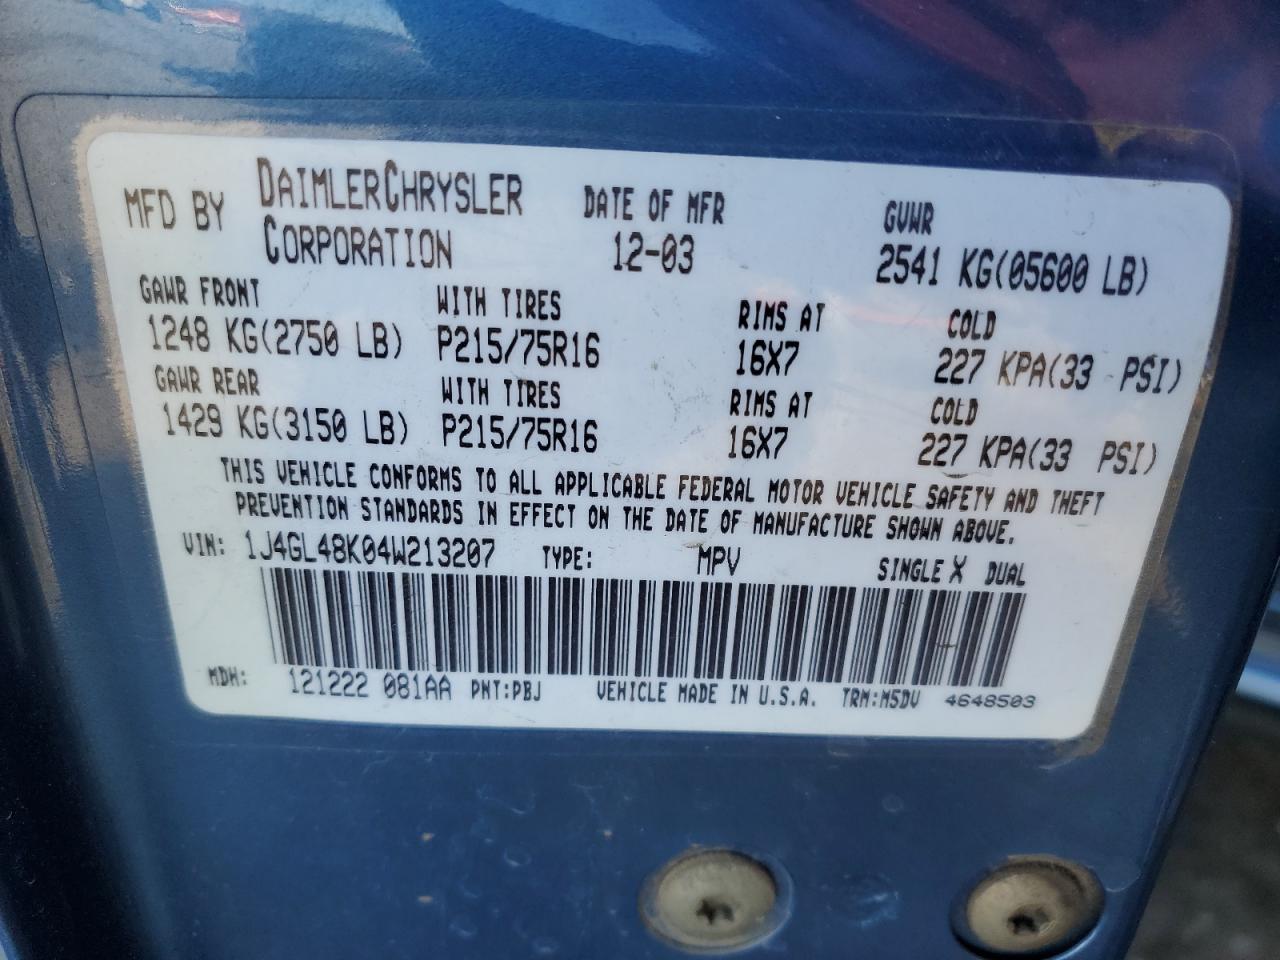 MFD BY DAIMLERCHRYSLER CORPORATION DATE OF MFR 12-03 GVWR 2541 KG(05600 LB)
GAWR FRONT WITH TIRES RIMS AT COLD
1248 KG(2750 LB) P215/75R16 16X7 227 KPA(33 PSI)
GAWR REAR WITH TIRES RIMS AT COLD
1429 KG(3150 LB) P215/75R16 16X7 227 KPA(33 PSI)
THIS VEHICLE CONFORMS TO ALL APPLICABLE FEDERAL MOTOR VEHICLE SAFETY AND THEFT
PREVENTION STANDARDS IN EFFECT ON THE DATE OF MANUFACTURE SHOWN ABOVE.
VIN: 1J4GL48K04W213207 TYPE: MPV SINGLE X DUAL
MDH: 121222 081AA PNT:PBJ VEHICLE MADE IN U.S.A. TRM:M5DV 4648503